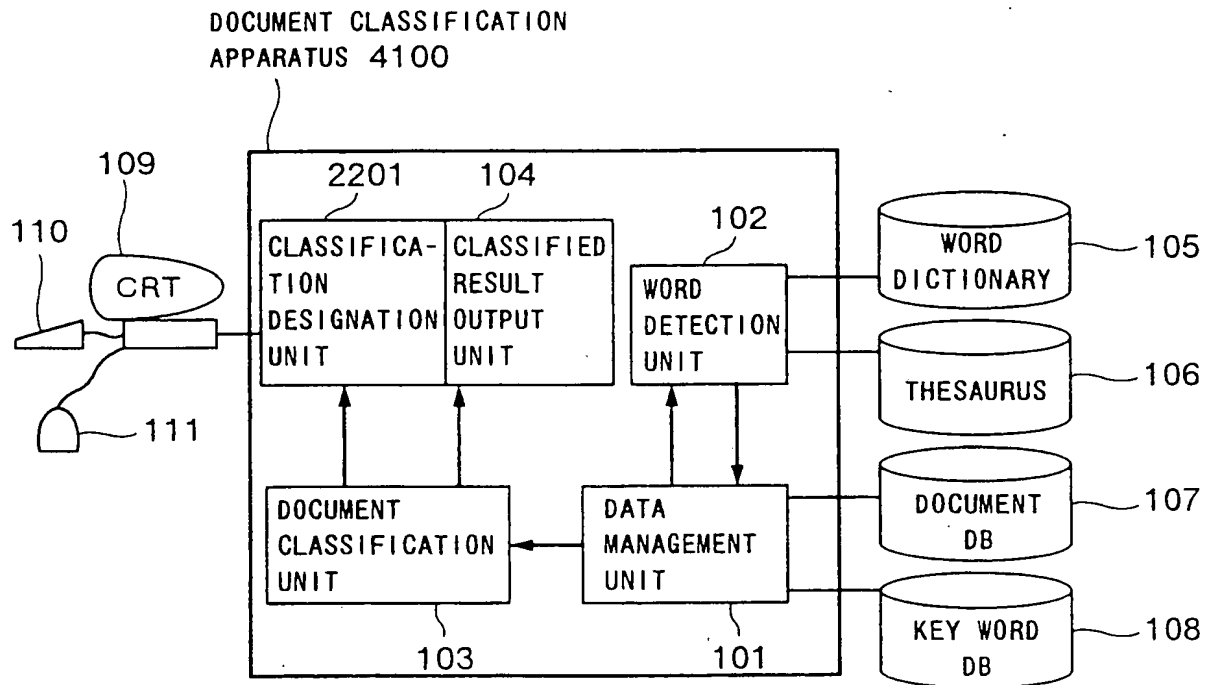 DOCUMENT CLASSIFICATION
APPARATUS 4100
109
110
CRT
111
2201
104
CLASSIFICA-
TION
DESIGNATION
UNIT
CLASSIFIED
RESULT
OUTPUT
UNIT
102
WORD
DETECTION
UNIT
WORD
DICTIONARY
105
THESAURUS
106
DOCUMENT
CLASSIFICATION
UNIT
103
DATA
MANAGEMENT
UNIT
101
DOCUMENT
DB
107
KEY WORD
DB
108